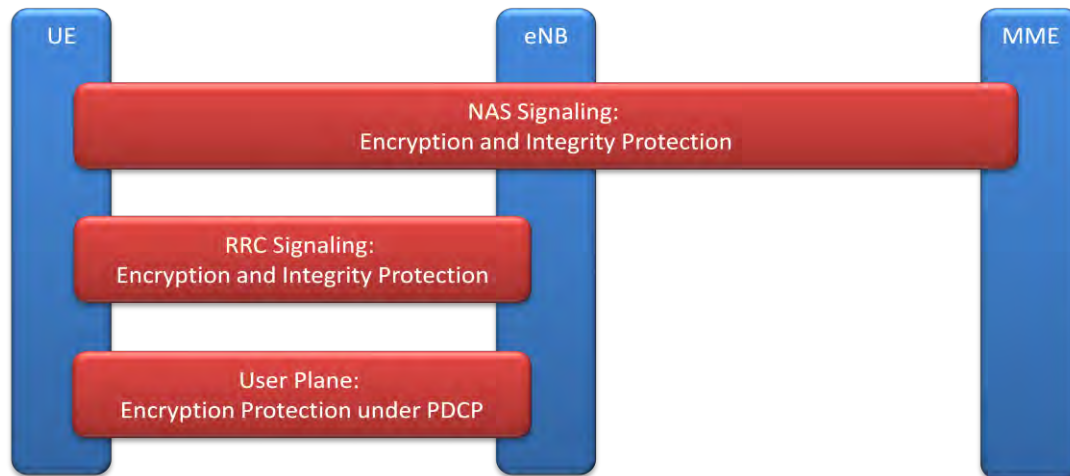 UE
eNB
MME
NAS Signaling:
Encryption and Integrity Protection
RRC Signaling:
Encryption and Integrity Protection
User Plane:
Encryption Protection under PDCP